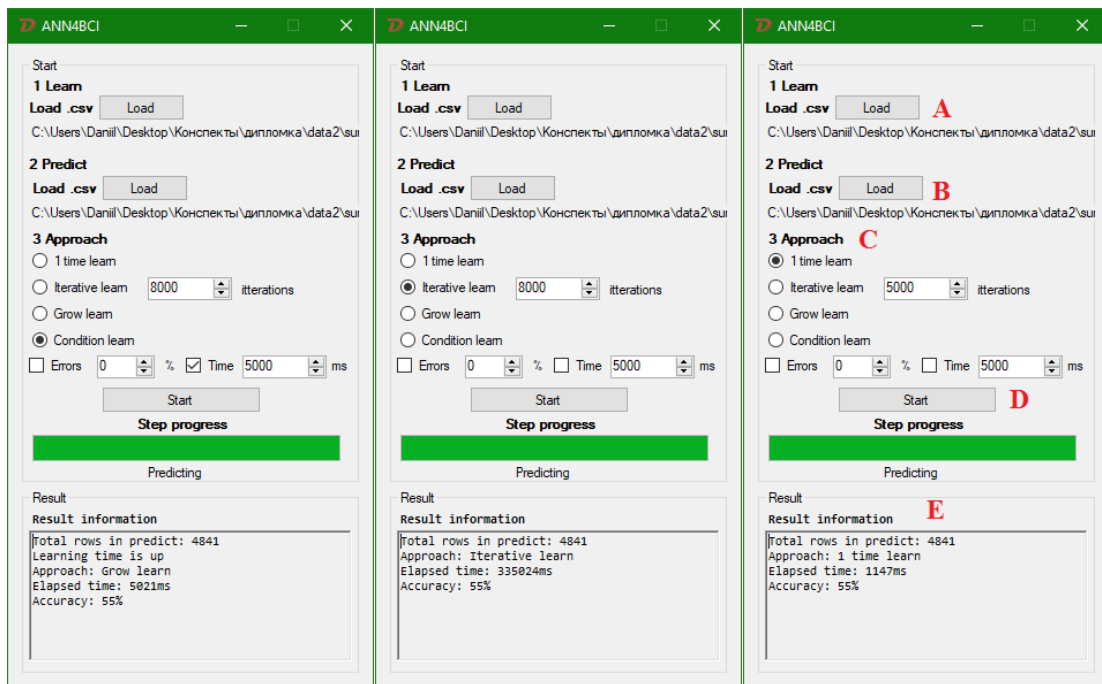 ANN4BCI
Start
1 Learn
Load .csv Load
C:\Users\Daniil\Desktop\Конспекты\дипломка\data2\sur
2 Predict
Load .csv Load
C:\Users\Daniil\Desktop\Конспекты\дипломка\data2\sur
3 Approach
1 time learn
Iterative learn 8000 itterations
Grow learn
Condition learn
Errors 0 % Time 5000 ms
Start
Step progress
Predicting
Result
Result information
Total rows in predict: 4841
Learning time is up
Approach: Grow learn
Elapsed time: 5021ms
Accuracy: 55%
ANN4BCI
Start
1 Learn
Load .csv Load
C:\Users\Daniil\Desktop\Конспекты\дипломка\data2\sur
2 Predict
Load .csv Load
C:\Users\Daniil\Desktop\Конспекты\дипломка\data2\sur
3 Approach
1 time learn
Iterative learn 8000 itterations
Grow learn
Condition learn
Errors 0 % Time 5000 ms
Start
Step progress
Predicting
Result
Result information
Total rows in predict: 4841
Approach: Iterative learn
Elapsed time: 335024ms
Accuracy: 55%
ANN4BCI
Start
1 Learn
Load .csv Load A
C:\Users\Daniil\Desktop\Конспекты\дипломка\data2\sur
2 Predict
Load .csv Load B
C:\Users\Daniil\Desktop\Конспекты\дипломка\data2\sur
3 Approach C
1 time learn
Iterative learn 5000 itterations
Grow learn
Condition learn
Errors 0 % Time 5000 ms
Start D
Step progress
Predicting
Result
Result information E
Total rows in predict: 4841
Approach: 1 time learn
Elapsed time: 1147ms
Accuracy: 55%